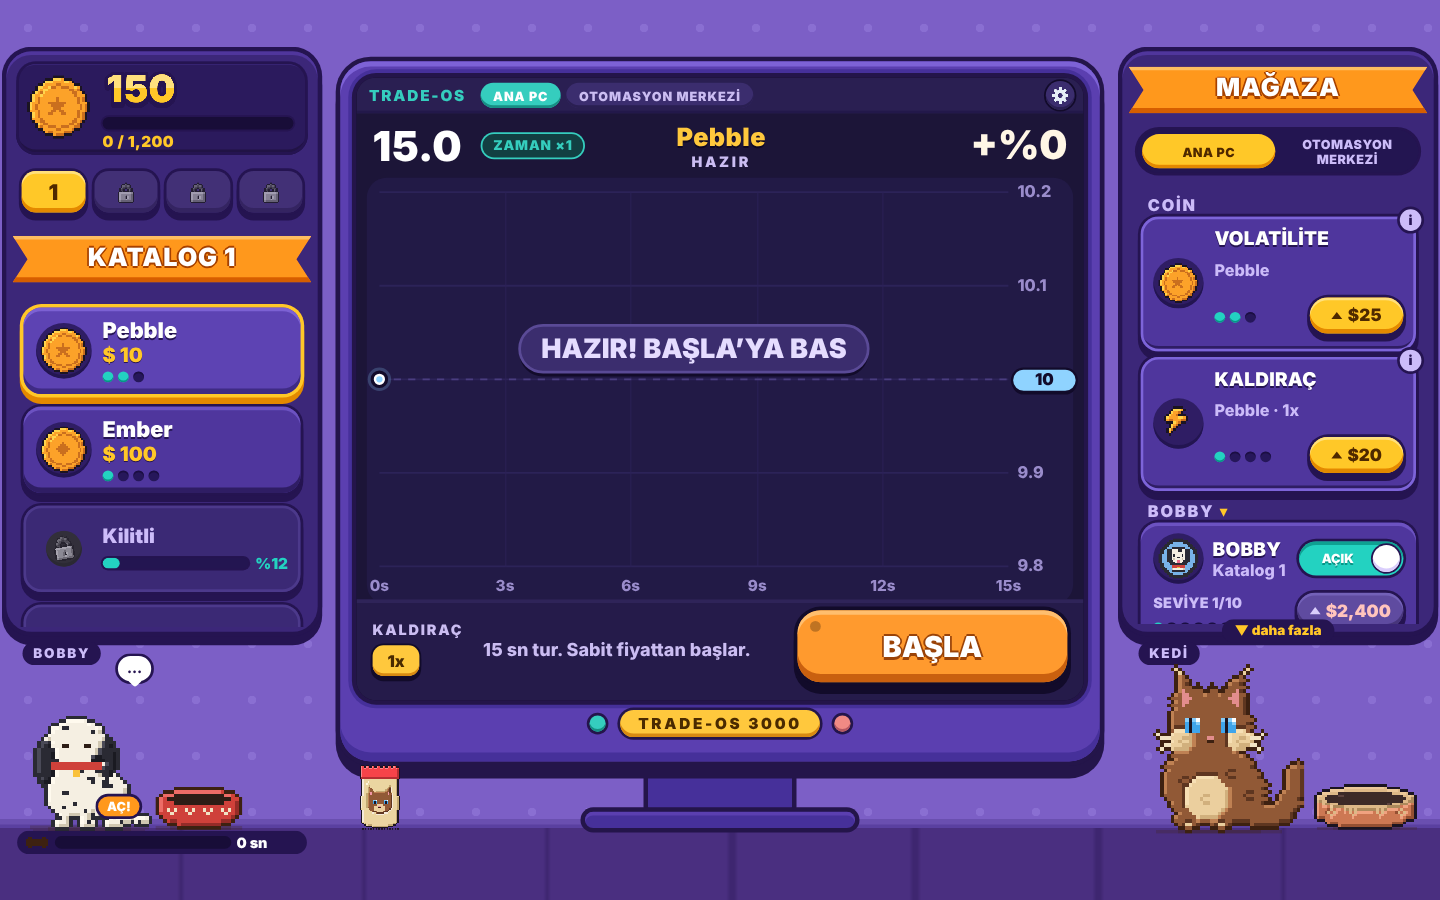 150
0 / 1,200
1
KATALOG 1
Pebble
$ 10
Ember
$ 100
Kilitli
%12
BOBBY
...
AÇ!
0 sn
TRADE-OS
ANA PC
OTOMASYON MERKEZİ
15.0
ZAMAN ×1
Pebble
HAZIR
+%0
10.2
10.1
HAZIR! BAŞLA'YA BAS
10
9.9
9.8
0s
3s
6s
9s
12s
15s
KALDIRAÇ
1x
15 sn tur. Sabit fiyattan başlar.
BAŞLA
TRADE-OS 3000
MAĞAZA
ANA PC
OTOMASYON
MERKEZİ
COİN
i
VOLATİLİTE
Pebble
$25
i
KALDIRAÇ
Pebble · 1x
$20
BOBBY ▼
BOBBY
Katalog 1
AÇIK
SEVİYE 1/10
$2,400
▼ daha fazla
KEDİ